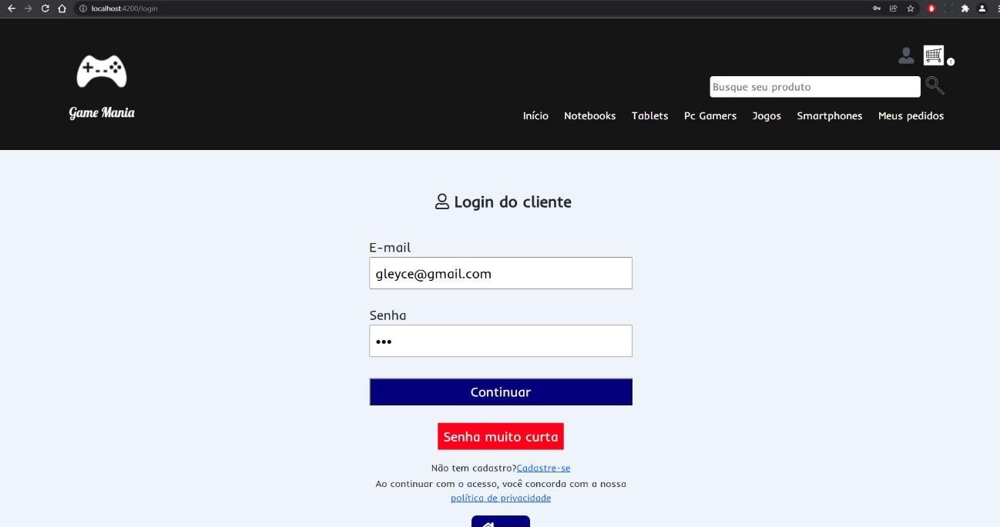 localhost:4200/login
1
Busque seu produto
Game Mania
Início Notebooks Tablets Pc Gamers Jogos Smartphones Meus pedidos
Login do cliente
E-mail
gleyce@gmail.com
Senha
Continuar
Senha muito curta
Não tem cadastro?Cadastre-se
Ao continuar com o acesso, você concorda com a nossa
política de privacidade